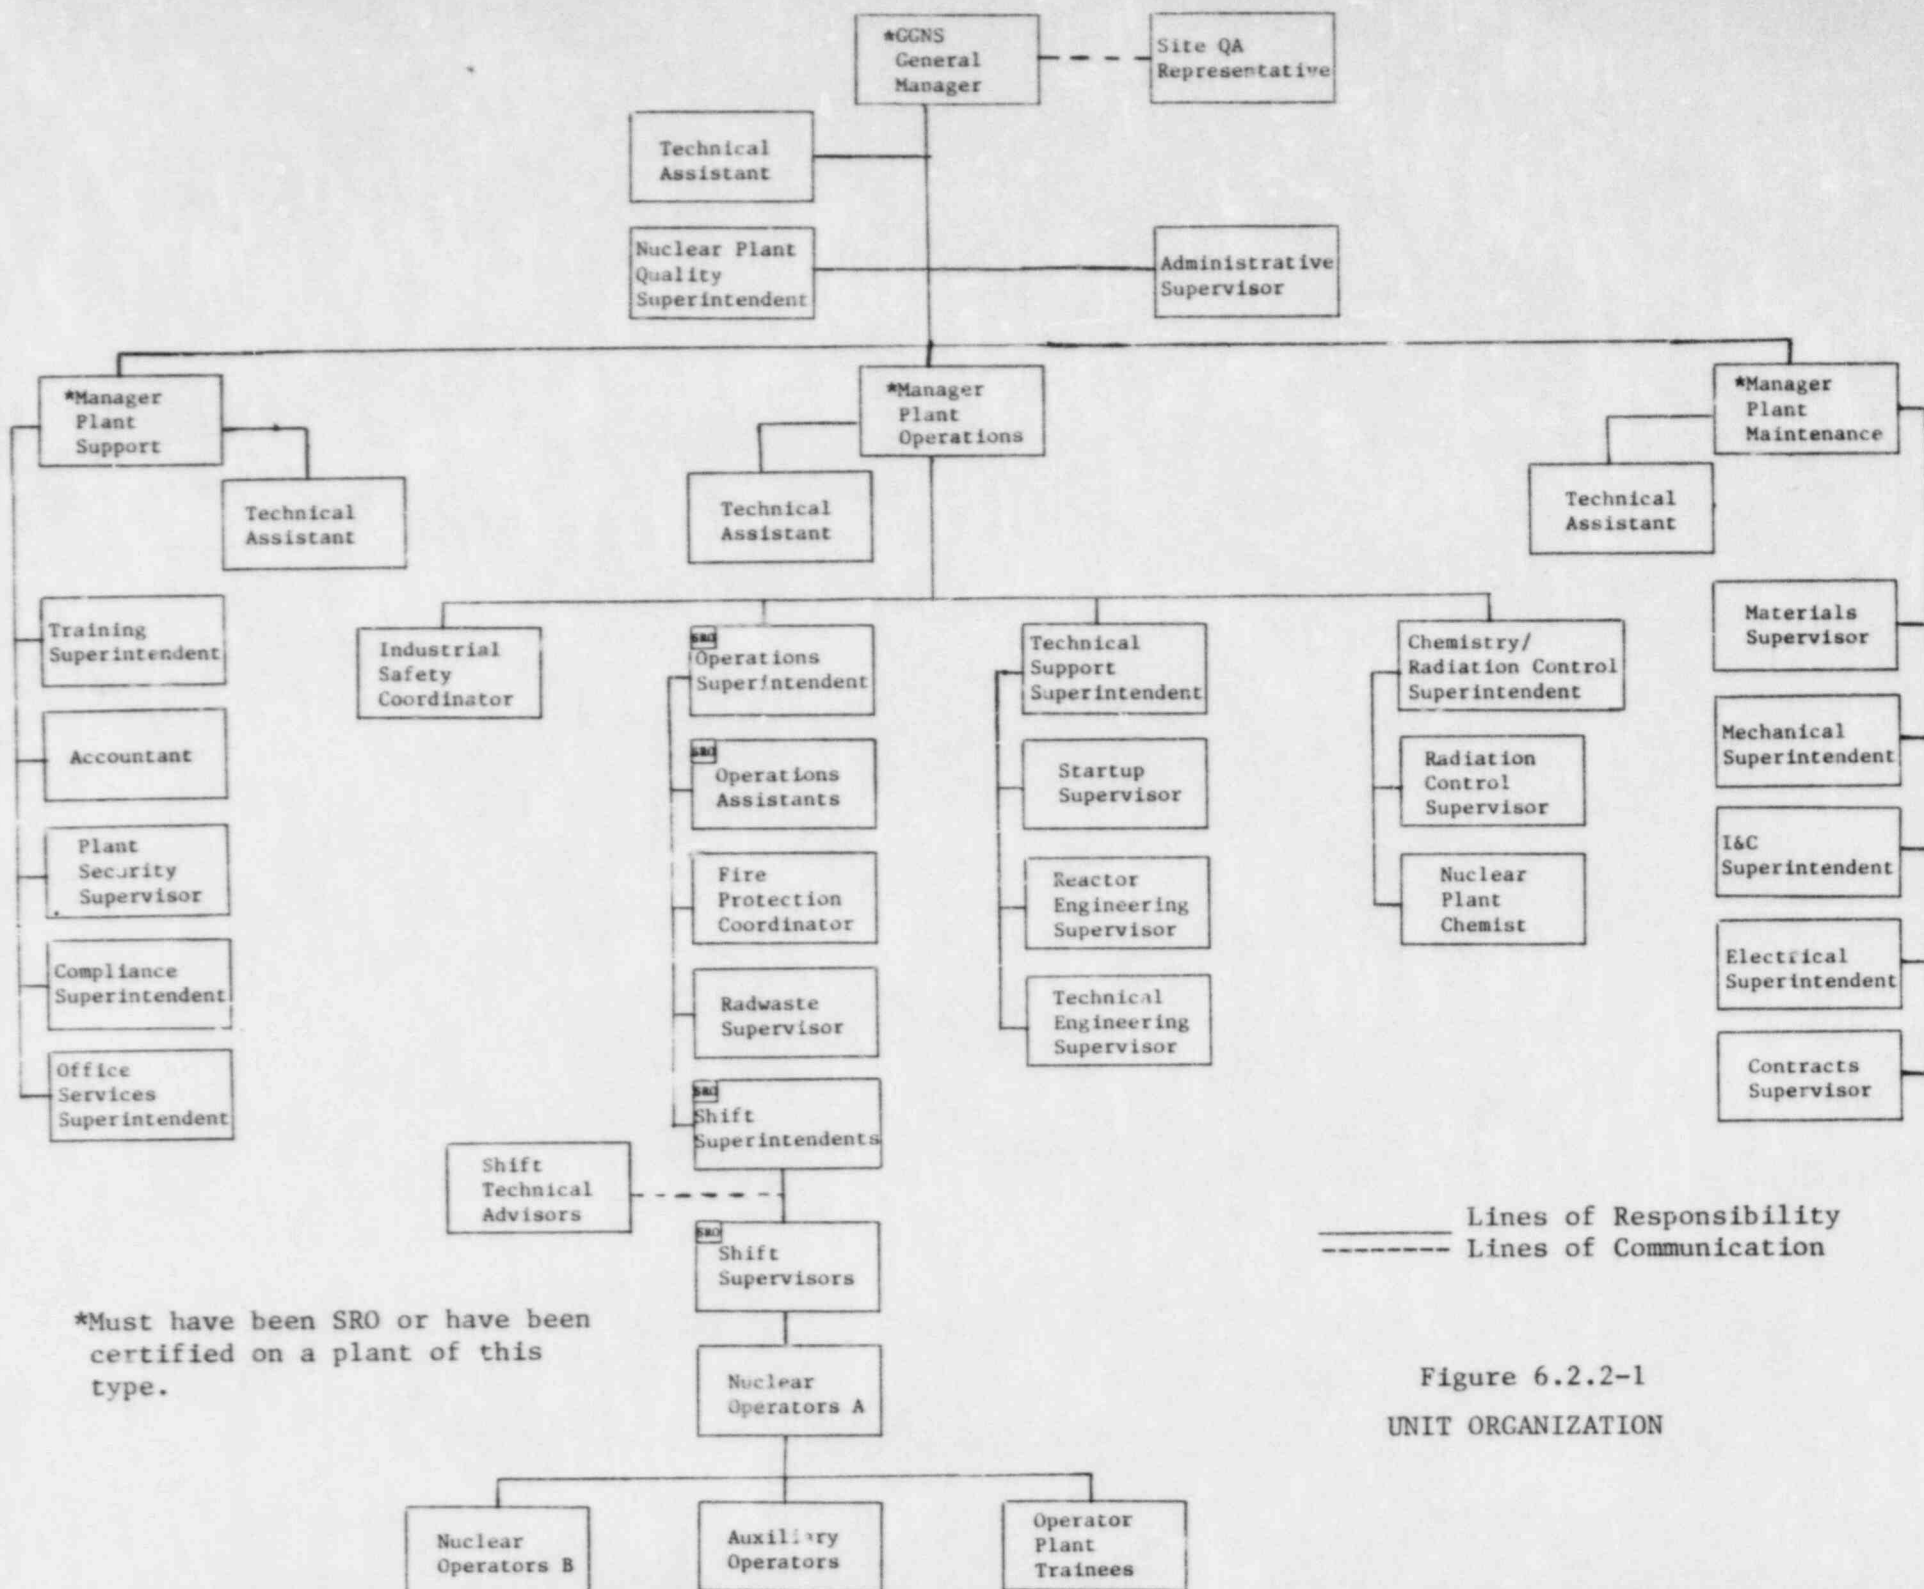 *GGNS
General
Manager
Site QA
Representative
Technical
Assistant
Nuclear Plant
Quality
Superintendent
Administrative
Supervisor
*Manager
Plant
Support
*Manager
Plant
Operations
*Manager
Plant
Maintenance
Technical
Assistant
Technical
Assistant
Technical
Assistant
Training
Superintendent
Accountant
Plant
Security
Supervisor
Compliance
Superintendent
Office
Services
Superintendent
Industrial
Safety
Coordinator
SRO
Operations
Superintendent
SRO
Operations
Assistants
Fire
Protection
Coordinator
Radwaste
Supervisor
SRO
Shift
Superintendents
Shift
Technical
Advisors
SRO
Shift
Supervisors
Nuclear
Operators A
Nuclear
Operators B
Auxiliary
Operators
Operator
Plant
Trainees
Technical
Support
Superintendent
Startup
Supervisor
Reactor
Engineering
Supervisor
Technical
Engineering
Supervisor
Chemistry/
Radiation Control
Superintendent
Radiation
Control
Supervisor
Nuclear
Plant
Chemist
Materials
Supervisor
Mechanical
Superintendent
I&C
Superintendent
Electrical
Superintendent
Contracts
Supervisor
Lines of Responsibility
Lines of Communication
*Must have been SRO or have been
certified on a plant of this
type.
Figure 6.2.2-1
UNIT ORGANIZATION